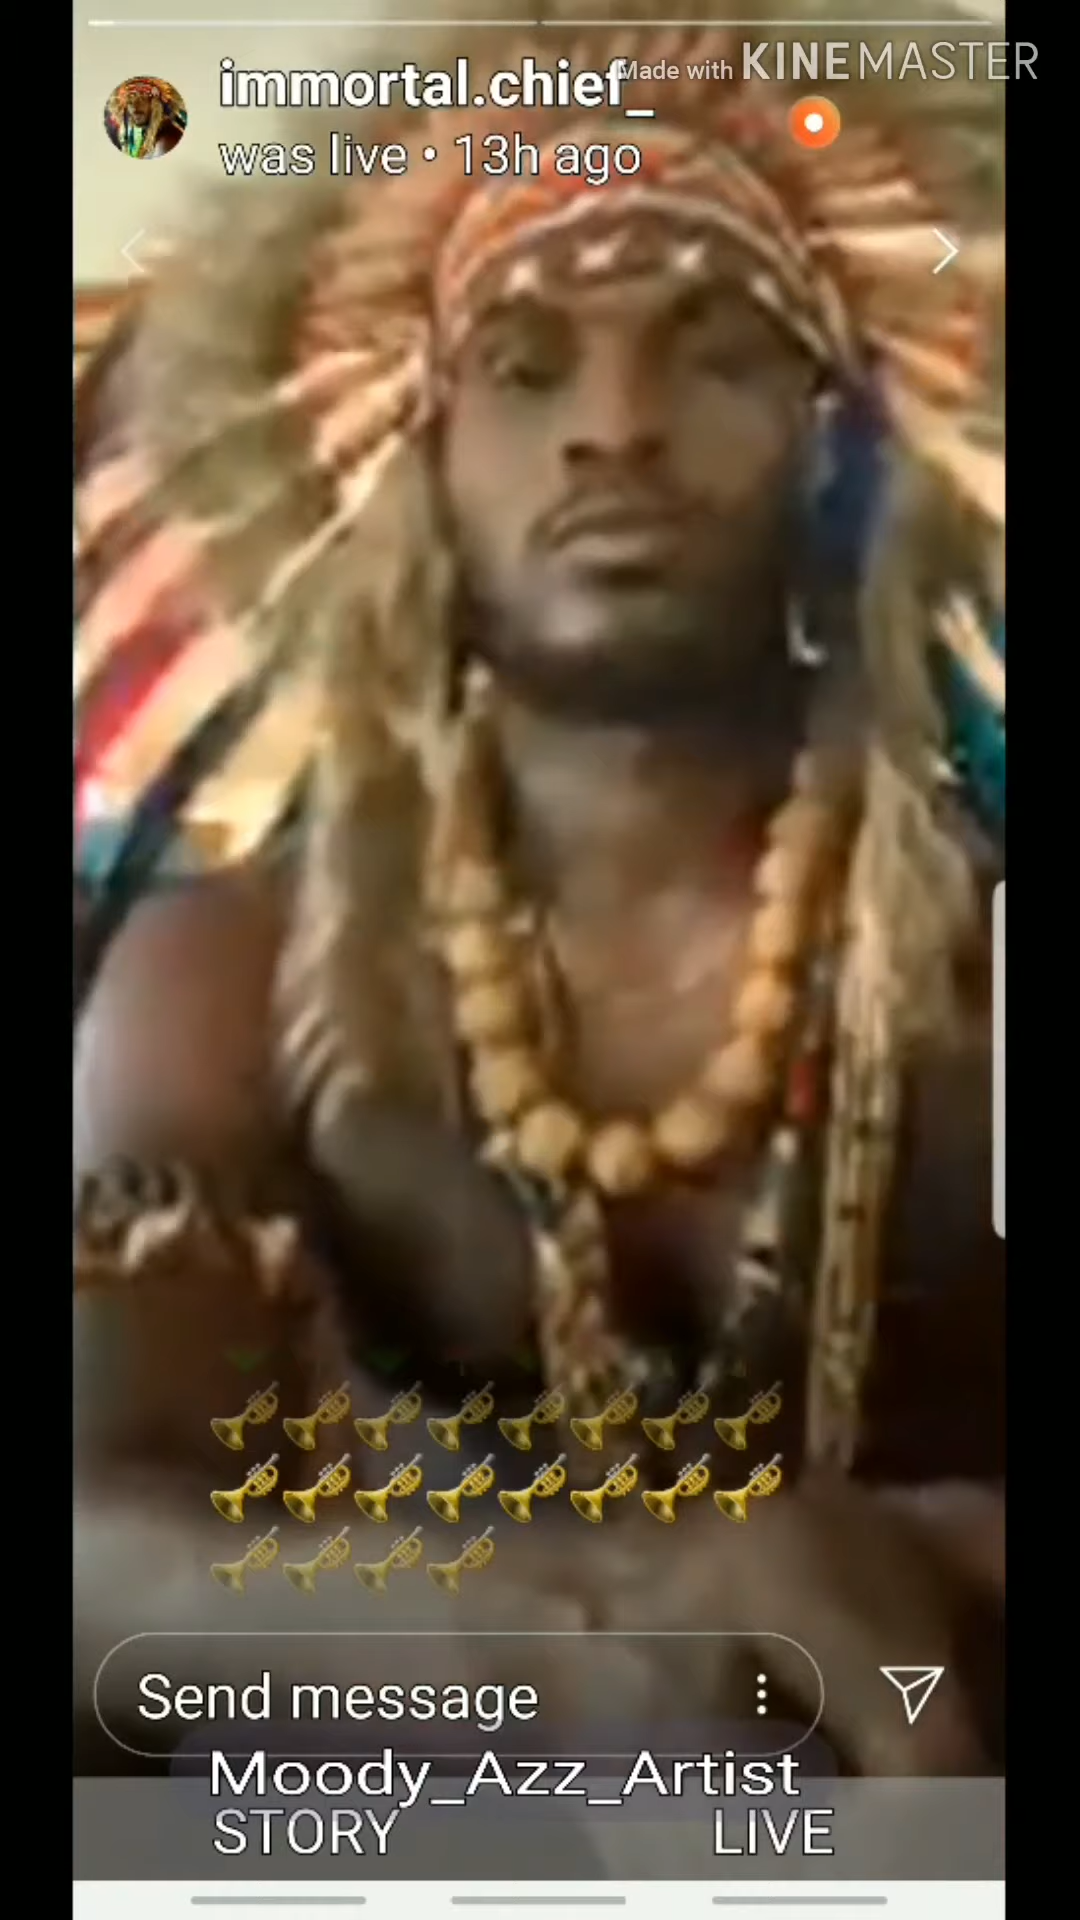 immortal.chief_
Made with KINEMASTER
was live • 13h ago
Send message
Moody_Azz_Artist
STORY LIVE